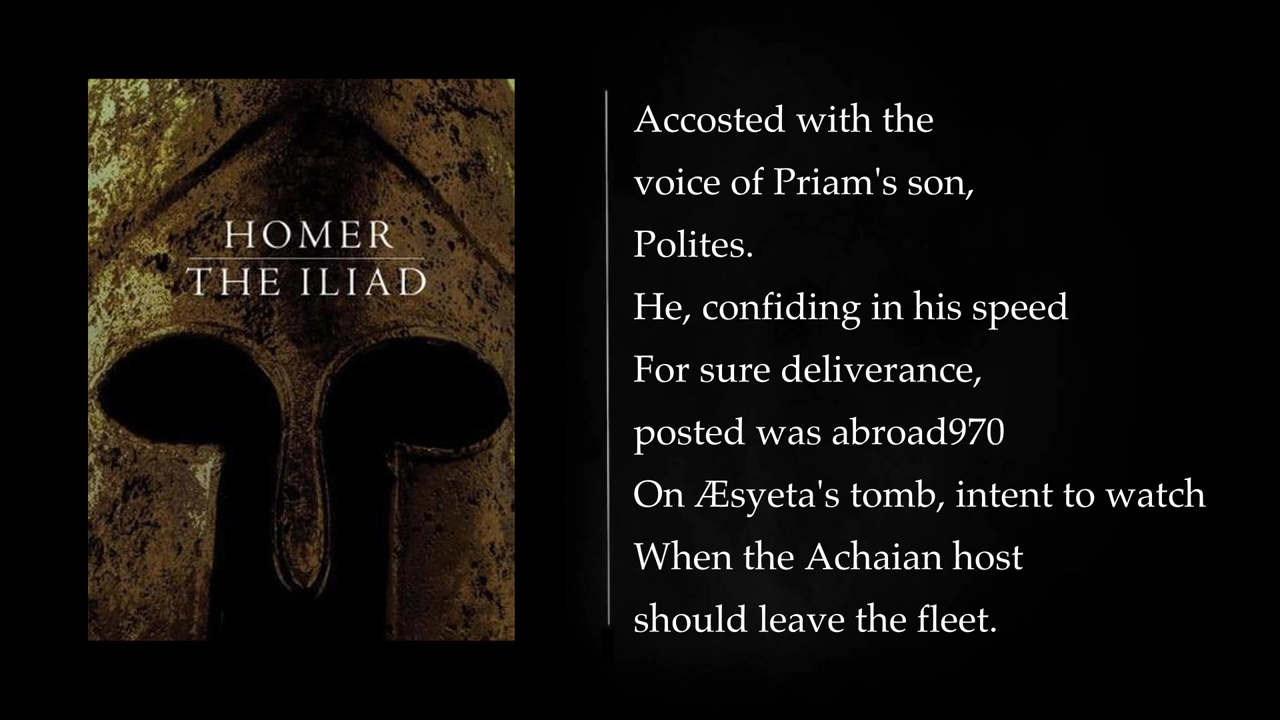 HOMER
THE ILIAD
Accosted with the
voice of Priam's son,
Polites.
He, confiding in his speed
For sure deliverance,
posted was abroad970
On Æsyeta's tomb, intent to watch
When the Achaian host
should leave the fleet.